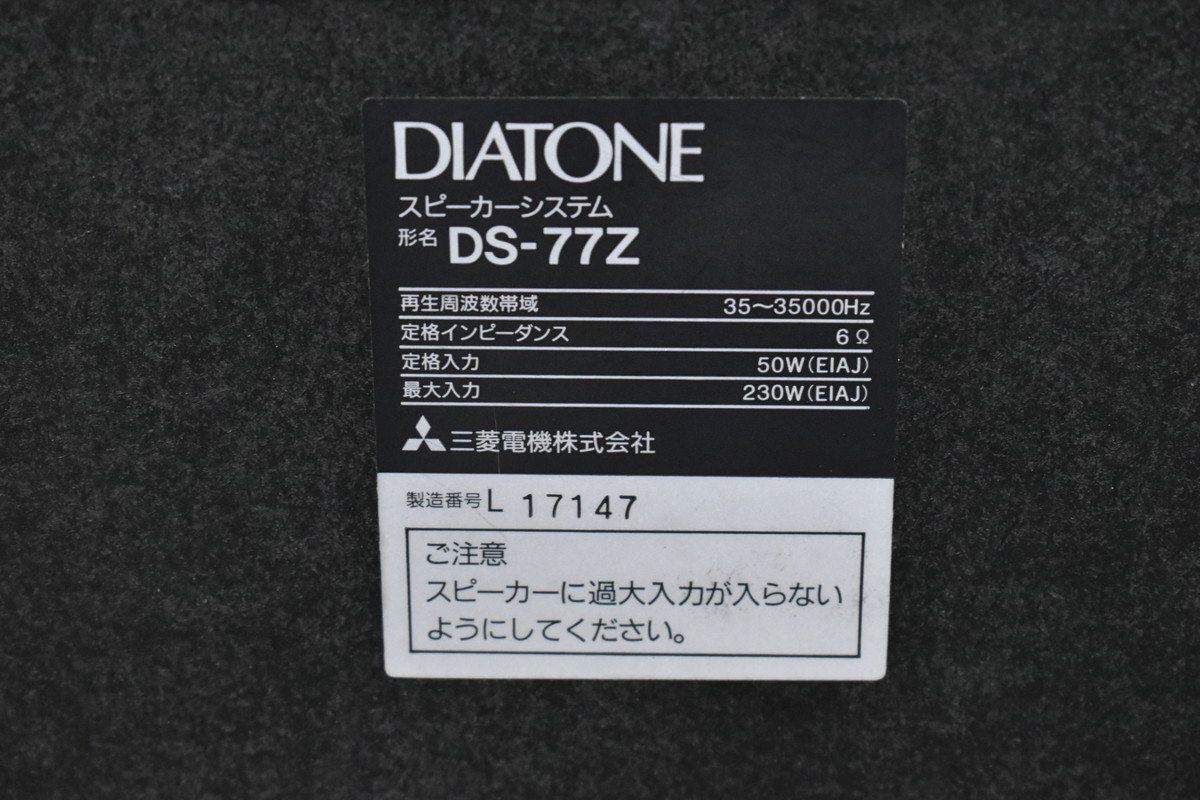 DIATONE
スピーカーシステム
形名 DS-77Z
再生周波数帯域 35〜35000Hz
定格インピーダンス 6Ω
定格入力 50W(EIAJ)
最大入力 230W(EIAJ)
三菱電機株式会社
製造番号 L 17147
ご注意
スピーカーに過大入力が入らない
ようにしてください。